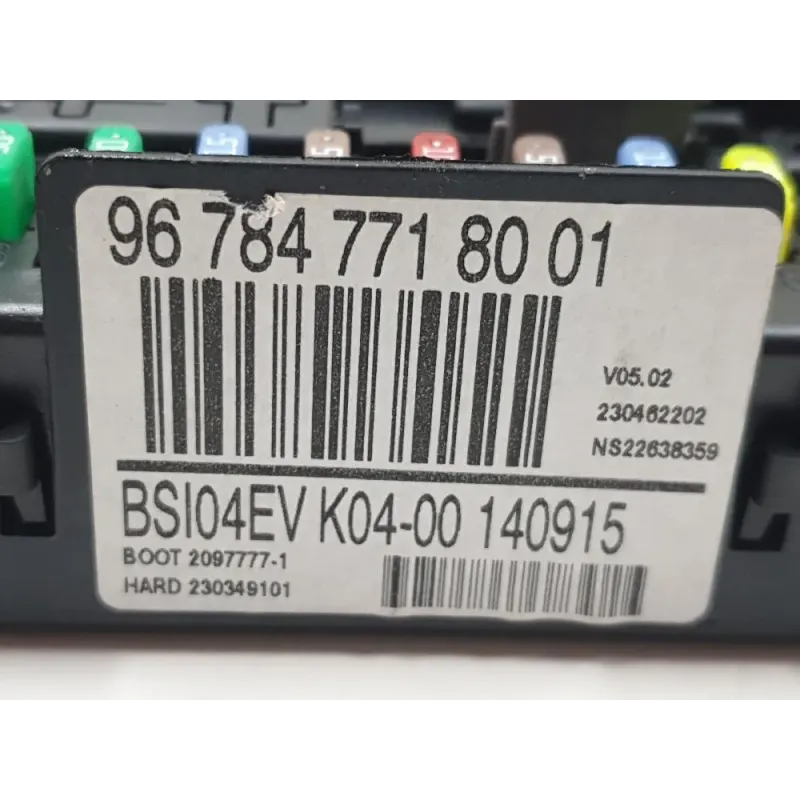 96 784 771 80 01
V05.02
230462202
NS22638359
BSI04EV K04-00 140915
BOOT 2097777-1
HARD 230349101